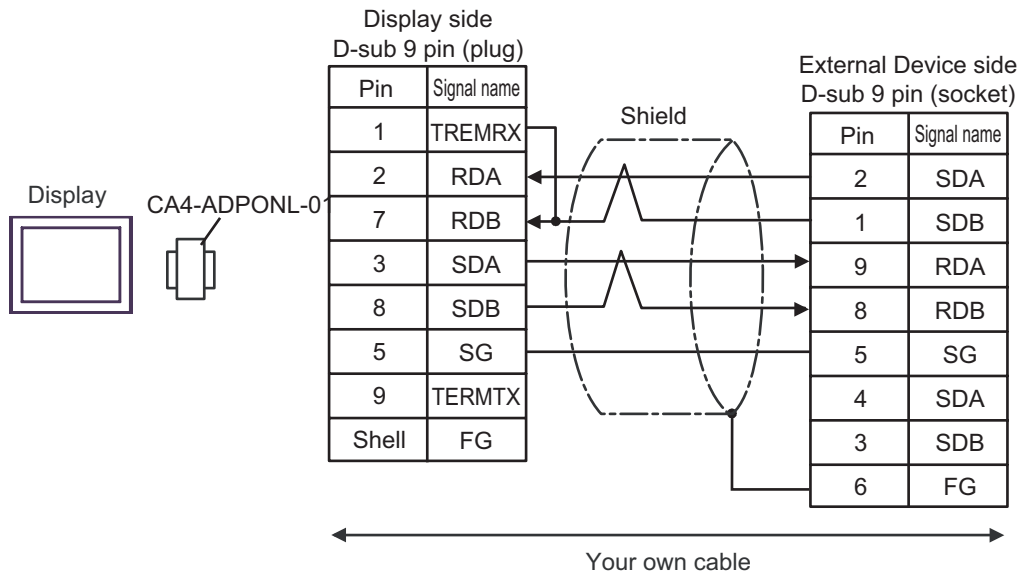 Display side
D-sub 9 pin (plug)
Pin Signal name
1 TREMRX
2 RDA
7 RDB
3 SDA
8 SDB
5 SG
9 TERMTX
Shell FG
Shield
External Device side
D-sub 9 pin (socket)
Pin Signal name
2 SDA
1 SDB
9 RDA
8 RDB
5 SG
4 SDA
3 SDB
6 FG
Display
CA4-ADPONL-01
Your own cable